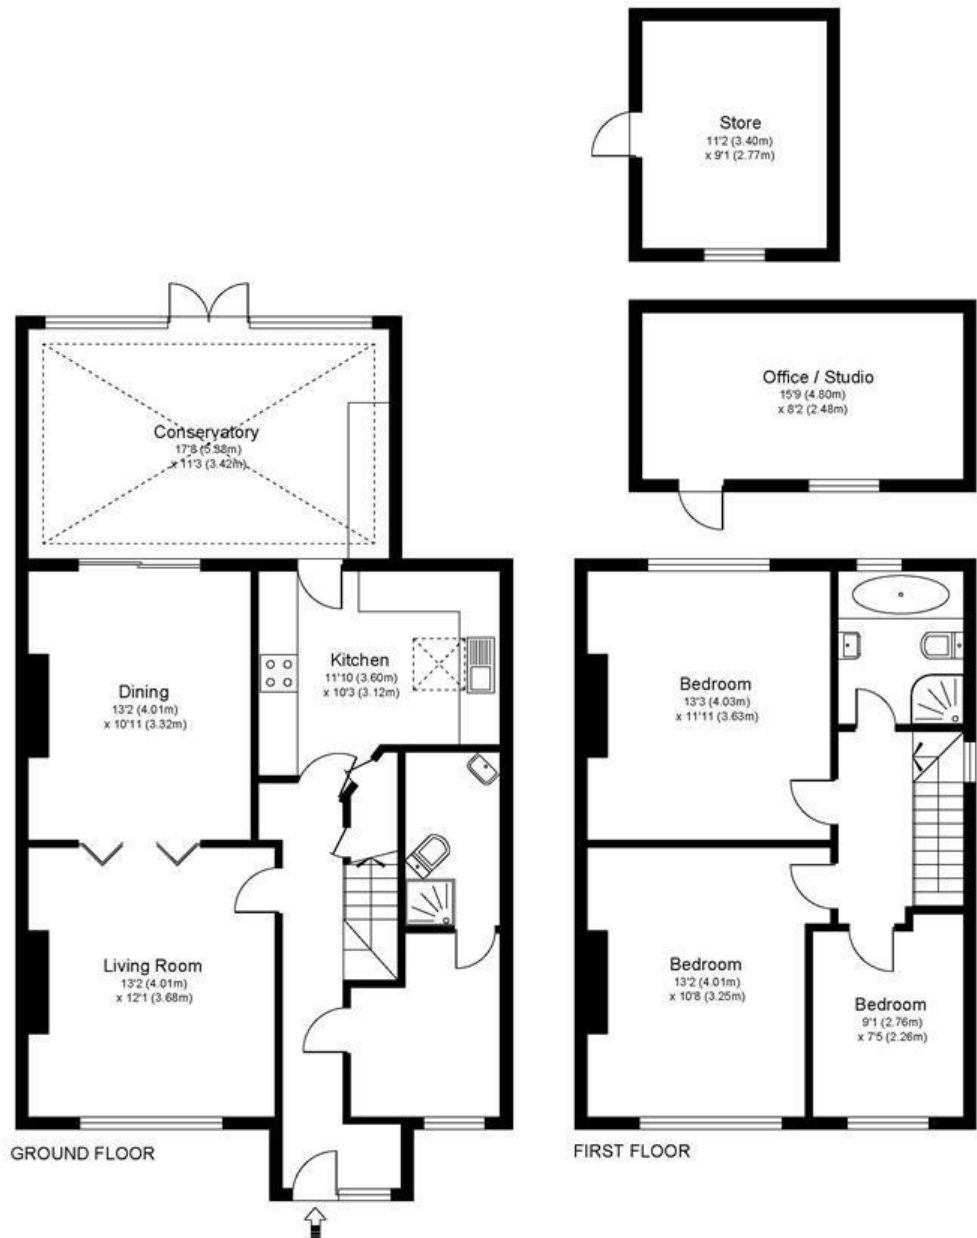 Store
11'2 (3.40m)
x 9'1 (2.77m)
Office / Studio
15'9 (4.80m)
x 8'2 (2.48m)
Conservatory
17'8 (5.38m)
x 11'3 (3.42m)
Kitchen
11'10 (3.60m)
x 10'3 (3.12m)
Dining
13'2 (4.01m)
x 10'11 (3.32m)
Living Room
13'2 (4.01m)
x 12'1 (3.68m)
GROUND FLOOR
Bedroom
13'3 (4.03m)
x 11'11 (3.63m)
Bedroom
13'2 (4.01m)
x 10'8 (3.25m)
Bedroom
9'1 (2.76m)
x 7'5 (2.26m)
FIRST FLOOR